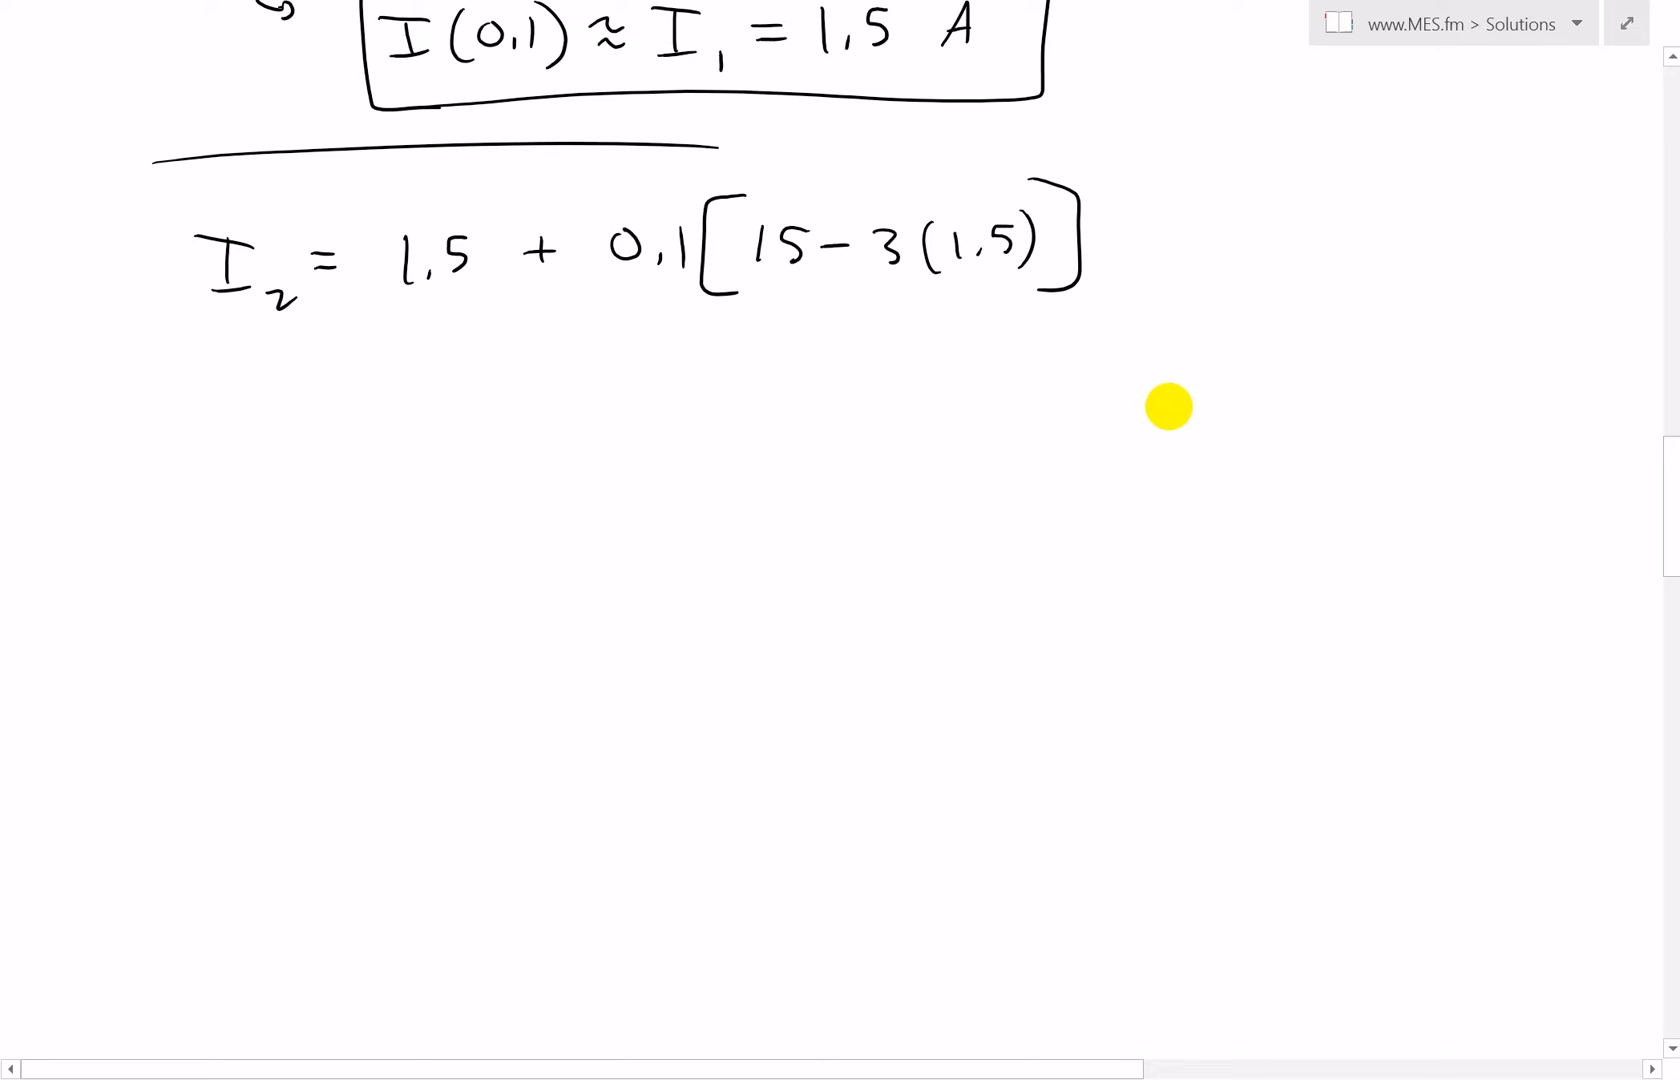 www.MES.fm > Solutions
I(0.1) ≈ I₁ = 1.5 A
I₂ = 1.5 + 0.1[15 - 3(1.5)]